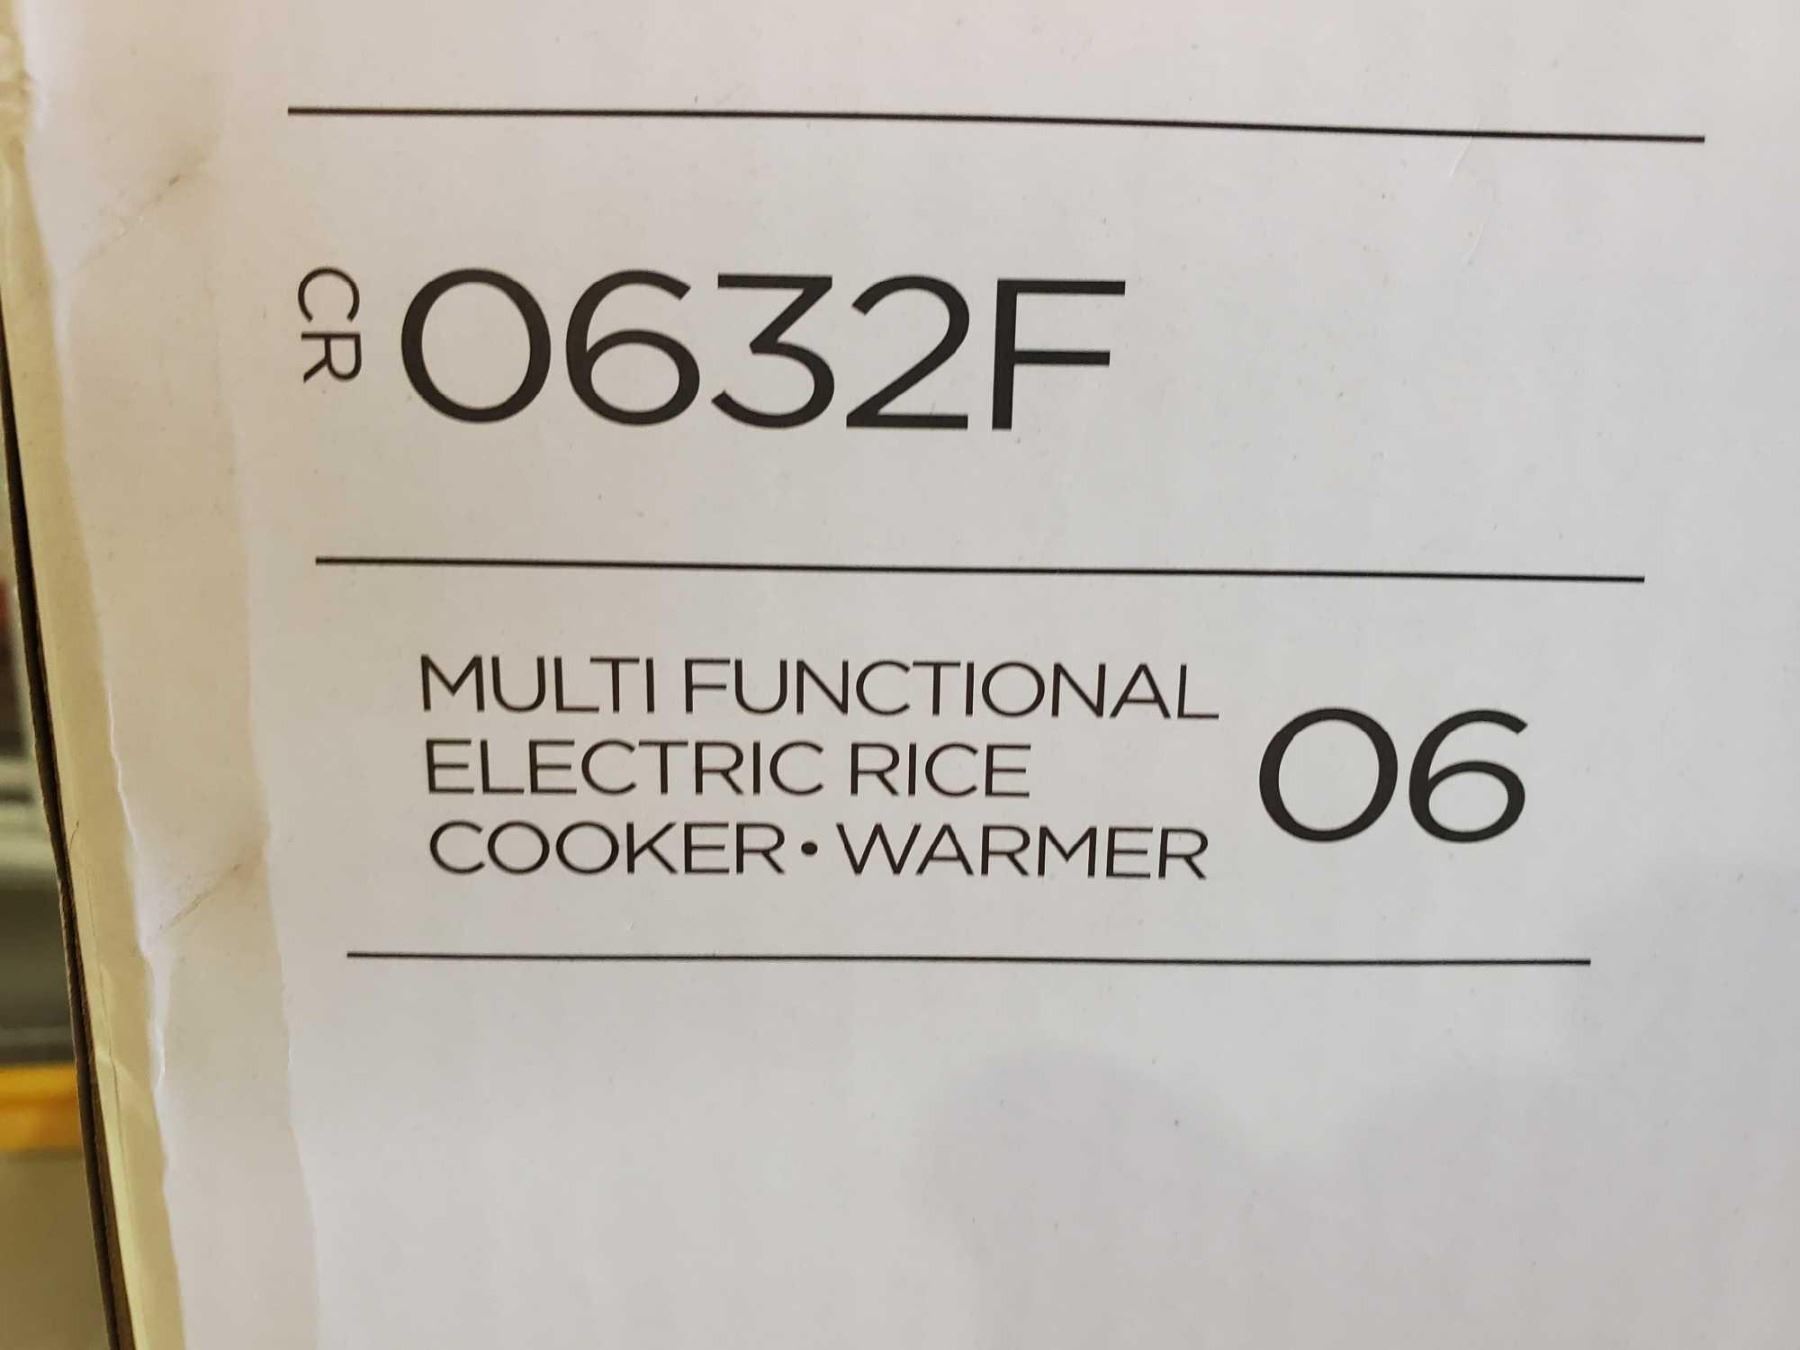 CR 0632F
MULTI FUNCTIONAL
ELECTRIC RICE
COOKER • WARMER
06